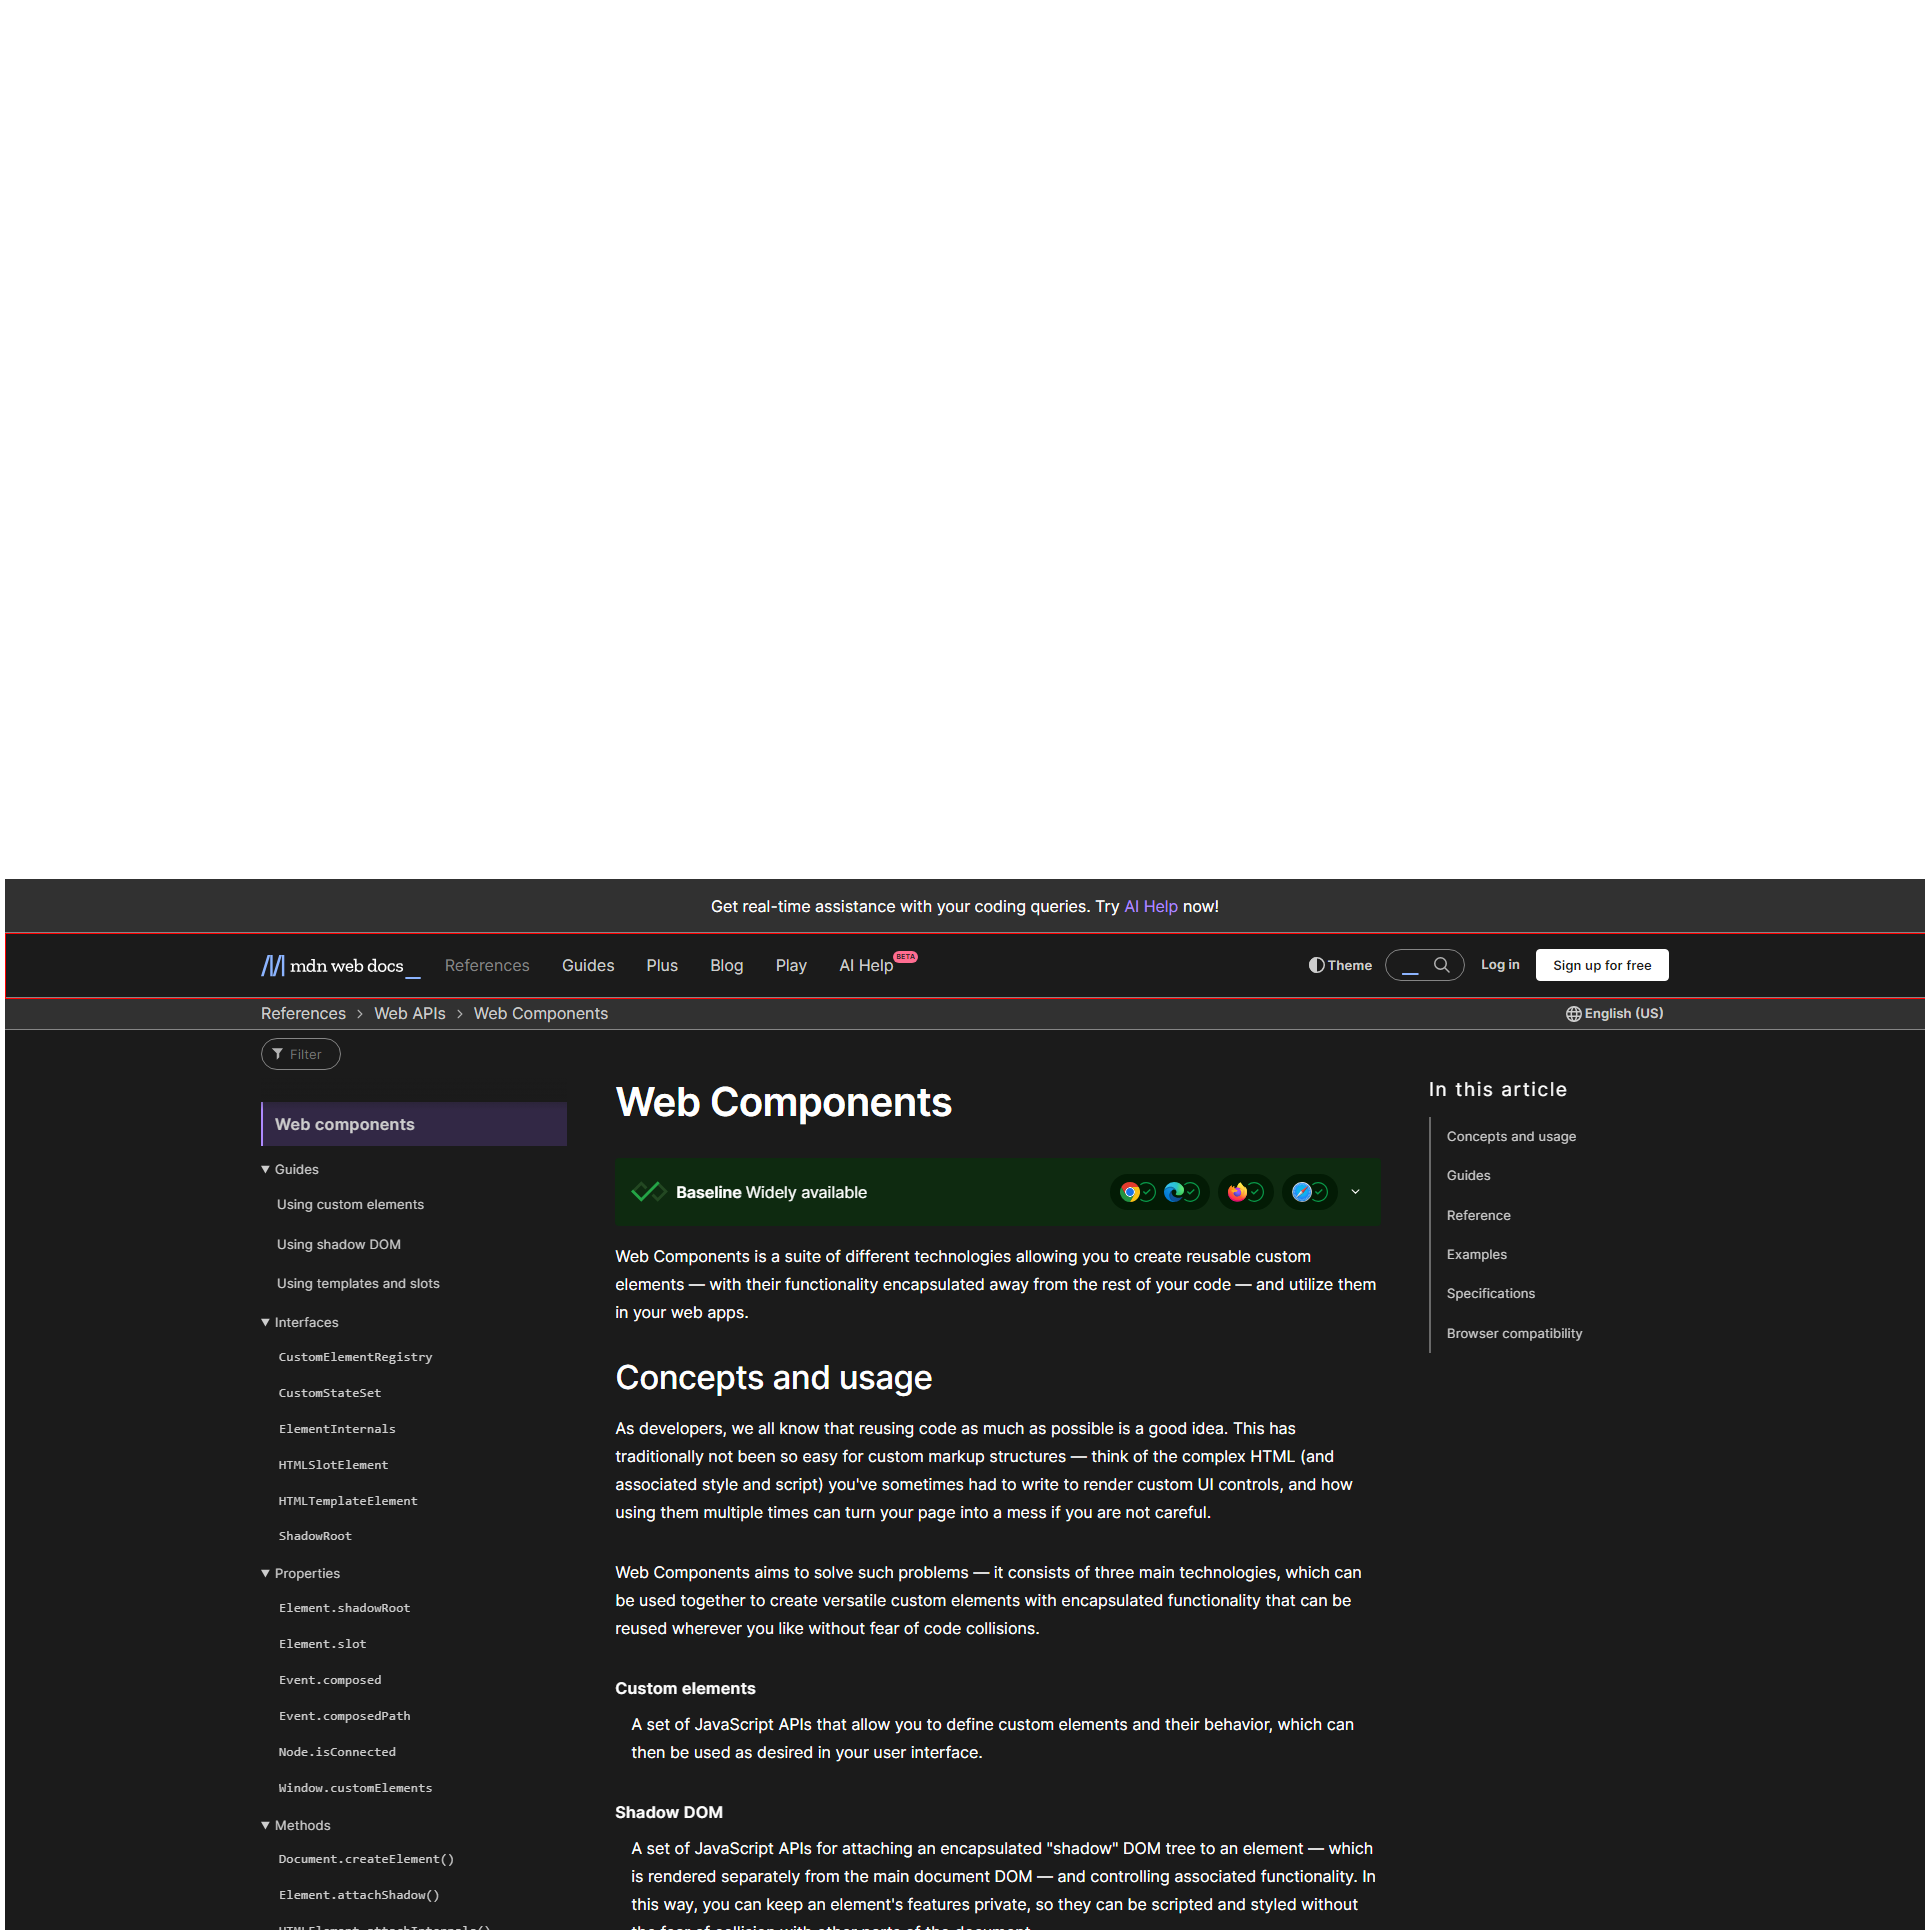 Get real-time assistance with your coding queries. Try AI Help now!
mdn web docs_
References
Guides
Plus
Blog
Play
AI Help BETA
Theme
Log in
Sign up for free
References > Web APIs > Web Components
English (US)
Filter
Web components
Guides
Using custom elements
Using shadow DOM
Using templates and slots
Interfaces
CustomElementRegistry
CustomStateSet
ElementInternals
HTMLSlotElement
HTMLTemplateElement
ShadowRoot
Properties
Element.shadowRoot
Element.slot
Event.composed
Event.composedPath
Node.isConnected
Window.customElements
Methods
Document.createElement()
Element.attachShadow()
HTMLElement.attachInternals()
Web Components
Baseline Widely available
Web Components is a suite of different technologies allowing you to create reusable custom
elements — with their functionality encapsulated away from the rest of your code — and utilize them
in your web apps.
Concepts and usage
As developers, we all know that reusing code as much as possible is a good idea. This has
traditionally not been so easy for custom markup structures — think of the complex HTML (and
associated style and script) you've sometimes had to write to render custom UI controls, and how
using them multiple times can turn your page into a mess if you are not careful.
Web Components aims to solve such problems — it consists of three main technologies, which can
be used together to create versatile custom elements with encapsulated functionality that can be
reused wherever you like without fear of code collisions.
Custom elements
A set of JavaScript APIs that allow you to define custom elements and their behavior, which can
then be used as desired in your user interface.
Shadow DOM
A set of JavaScript APIs for attaching an encapsulated "shadow" DOM tree to an element — which
is rendered separately from the main document DOM — and controlling associated functionality. In
this way, you can keep an element's features private, so they can be scripted and styled without
the fear of collision with other parts of the document.
In this article
Concepts and usage
Guides
Reference
Examples
Specifications
Browser compatibility